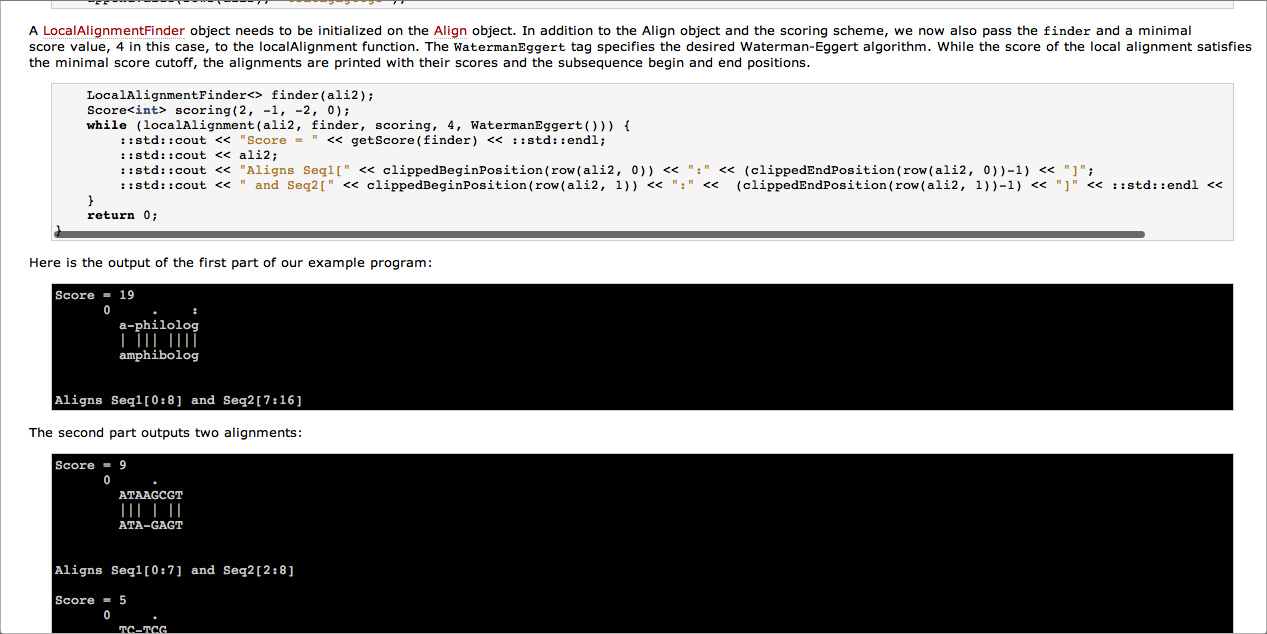 A LocalAlignmentFinder object needs to be initialized on the Align object. In addition to the Align object and the scoring scheme, we now also pass the finder and a minimal
score value, 4 in this case, to the localAlignment function. The WatermanEggert tag specifies the desired Waterman-Eggert algorithm. While the score of the local alignment satisfies
the minimal score cutoff, the alignments are printed with their scores and the subsequence begin and end positions.
LocalAlignmentFinder<> finder(ali2);
Score<int> scoring(2, -1, -2, 0);
while (localAlignment(ali2, finder, scoring, 4, WatermanEggert())) {
::std::cout << "Score = " << getScore(finder) << ::std::endl;
::std::cout << ali2;
::std::cout << "Aligns Seq1[" << clippedBeginPosition(row(ali2, 0)) << ":" << (clippedEndPosition(row(ali2, 0))-1) << "]";
::std::cout << " and Seq2[" << clippedBeginPosition(row(ali2, 1)) << ":" <<  (clippedEndPosition(row(ali2, 1))-1) << "]" << ::std::endl <<
}
return 0;
}
Here is the output of the first part of our example program:
Score = 19
0     .    :
a-philolog
| ||| ||||
amphibolog
Aligns Seq1[0:8] and Seq2[7:16]
The second part outputs two alignments:
Score = 9
0     .
ATAAGCGT
||| | ||
ATA-GAGT
Aligns Seq1[0:7] and Seq2[2:8]
Score = 5
0     .
TC-TCG